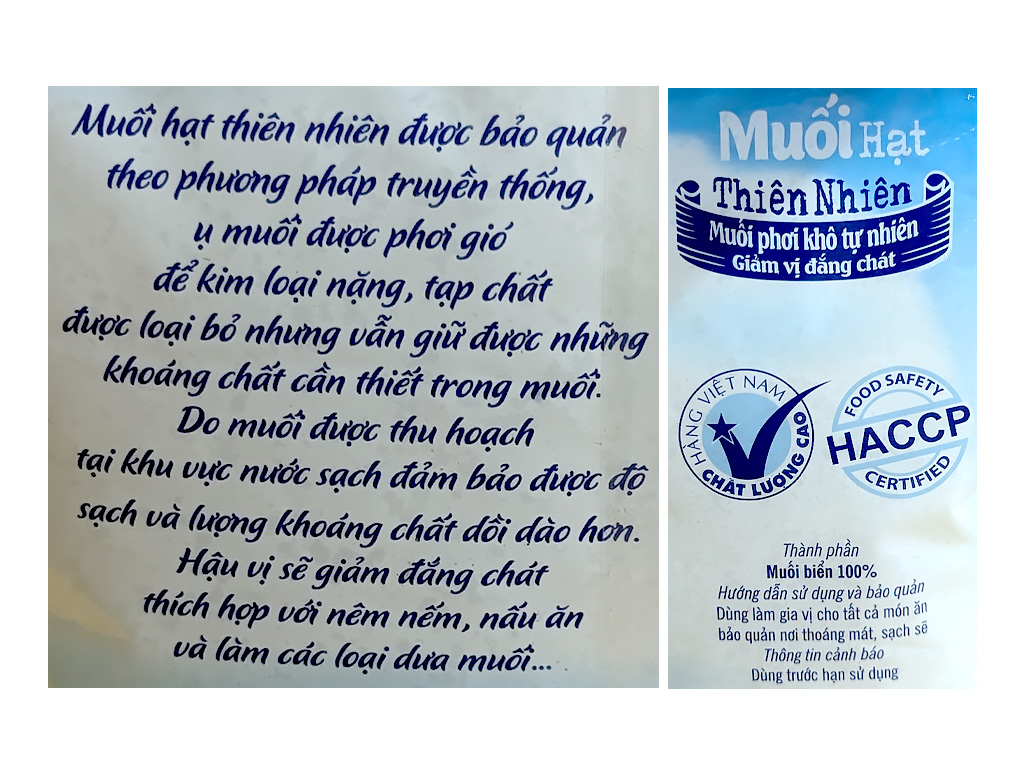 Muối hạt thiên nhiên được bảo quản
theo phương pháp truyền thống,
ụ muối được phơi gió
để kim loại nặng, tạp chất
được loại bỏ nhưng vẫn giữ được những
khoáng chất cần thiết trong muối.
Do muối được thu hoạch
tại khu vực nước sạch đảm bảo được độ
sạch và lượng khoáng chất dồi dào hơn.
Hậu vị sẽ giảm đắng chát
thích hợp với nêm nếm, nấu ăn
và làm các loại dưa muối...
Muối Hạt
Thiên Nhiên
Muối phơi khô tự nhiên
Giảm vị đắng chát
HÀNG VIỆT NAM
CHẤT LƯỢNG CAO
FOOD SAFETY
HACCP
CERTIFIED
Thành phần
Muối biển 100%
Hướng dẫn sử dụng và bảo quản
Dùng làm gia vị cho tất cả món ăn
bảo quản nơi thoáng mát, sạch sẽ
Thông tin cảnh báo
Dùng trước hạn sử dụng